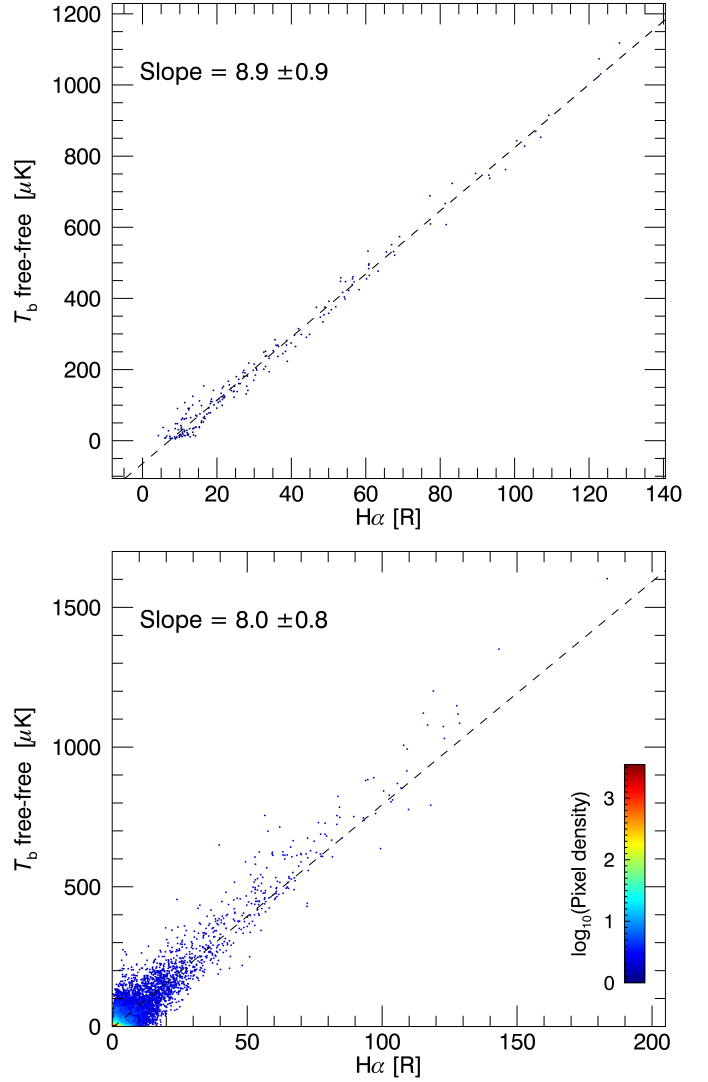 1200
1000
800
600
400
200
0
Slope = 8.9 ±0.9
T_b free-free [μK]
0 20 40 60 80 100 120 140
Hα [R]
1500
1000
500
0
Slope = 8.0 ±0.8
T_b free-free [μK]
3
2
1
0
log₁₀(Pixel density)
0 50 100 150 200
Hα [R]